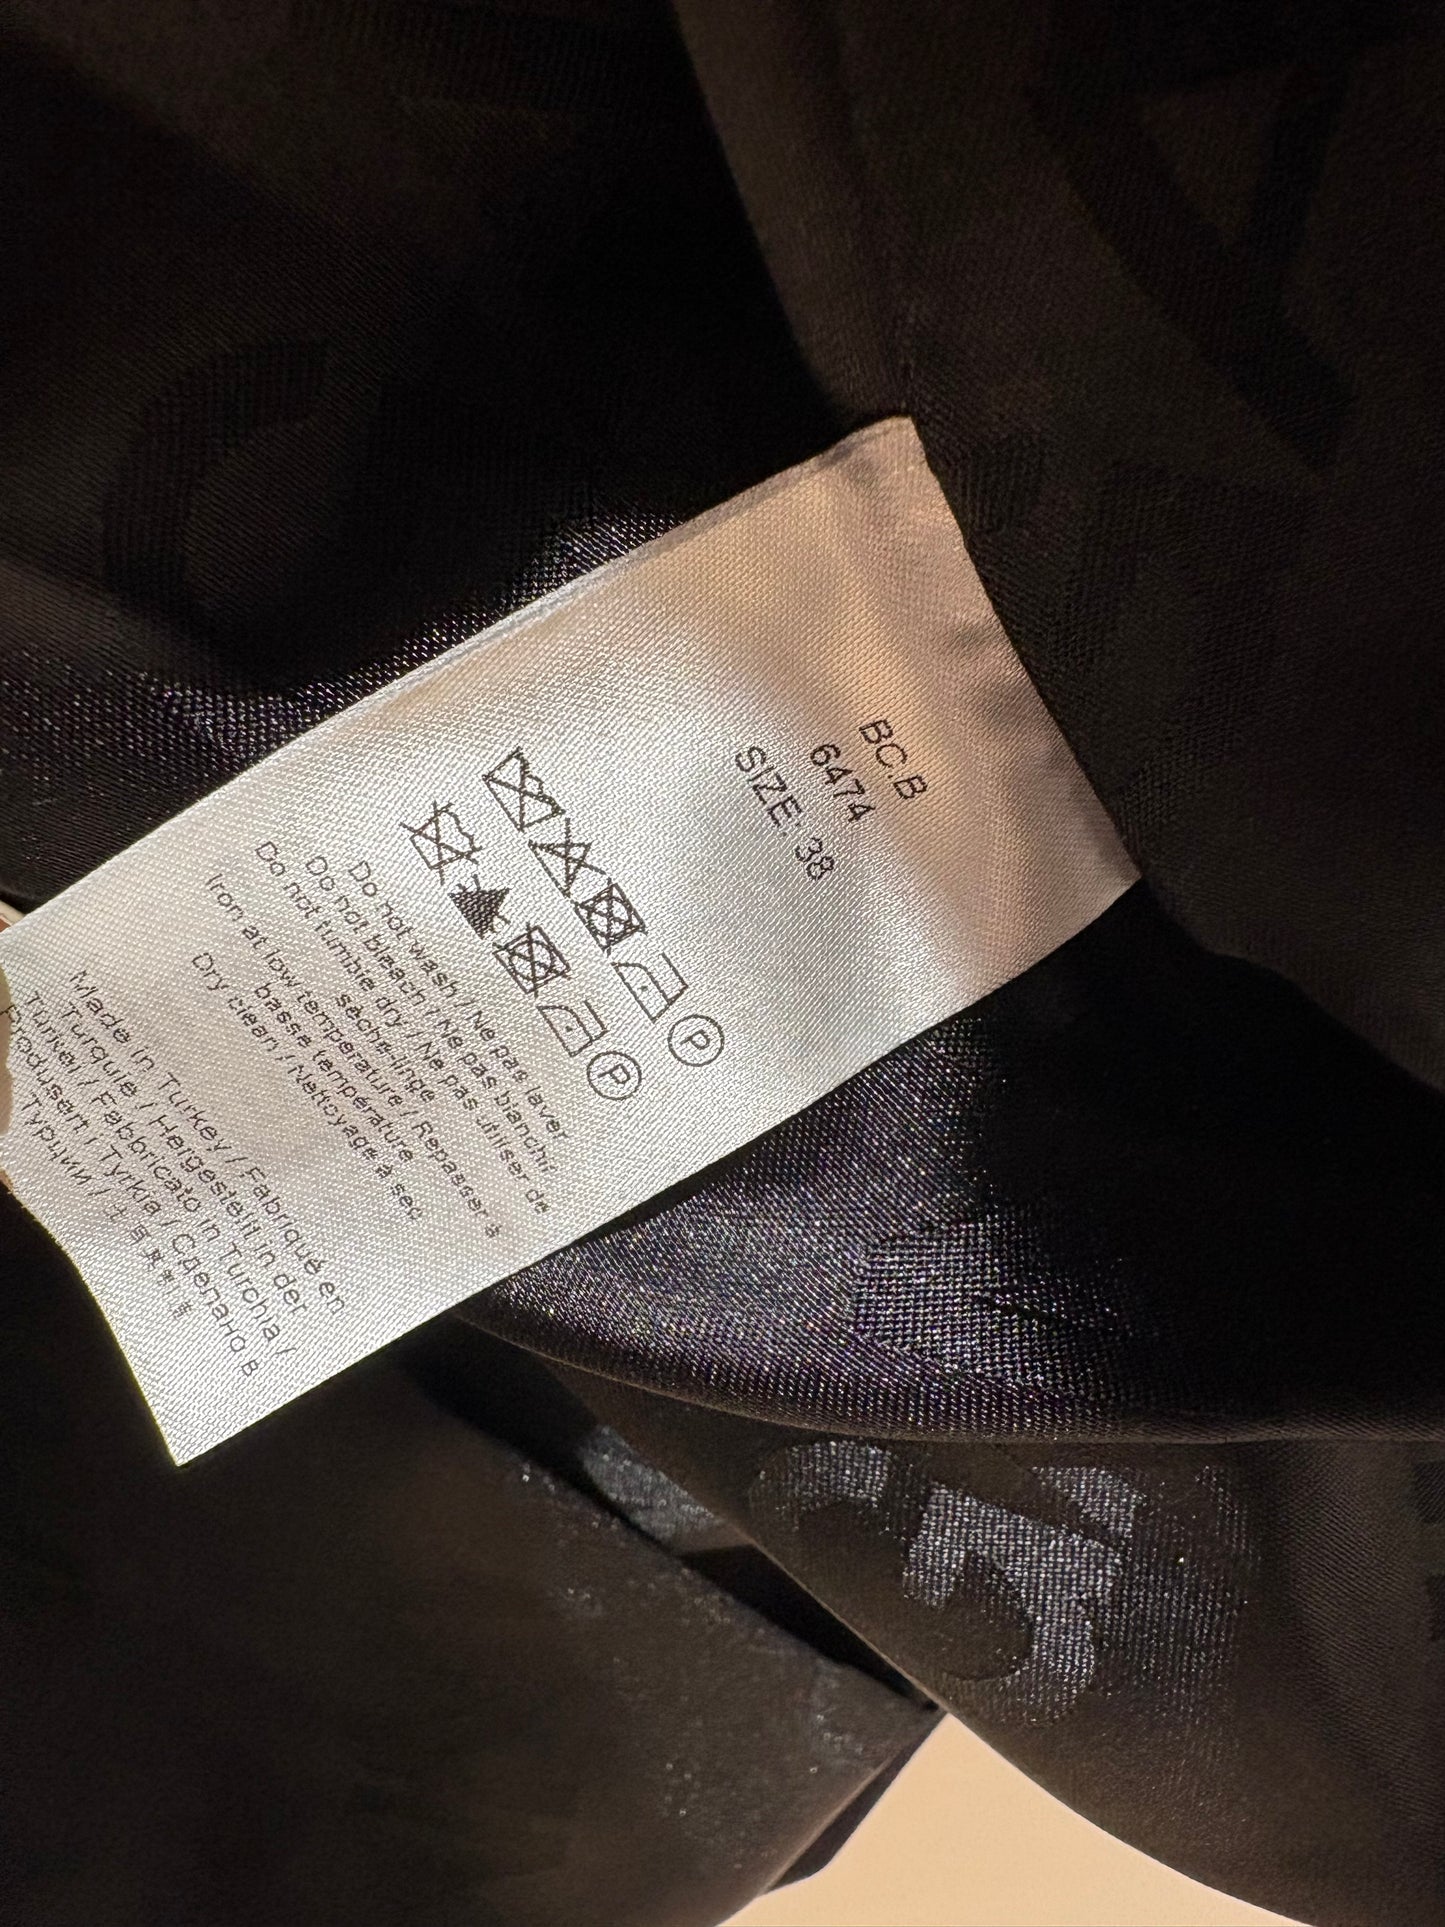 BC.B
6474
SIZE: 38
P
P
Do not wash / Ne pas laver
Do not bleach / Ne pas blanchir
Do not tumble dry / Ne pas utiliser de
sèche-linge
Iron at low temperature / Repasser à
basse température
Dry clean / Nettoyage à sec
Made in Turkey / Fabriqué en
Turquie / Hergestellt in der
Türkei / Fabbricato in Turchia /
Produsert i Tyrkia / Сделано в
Турции /